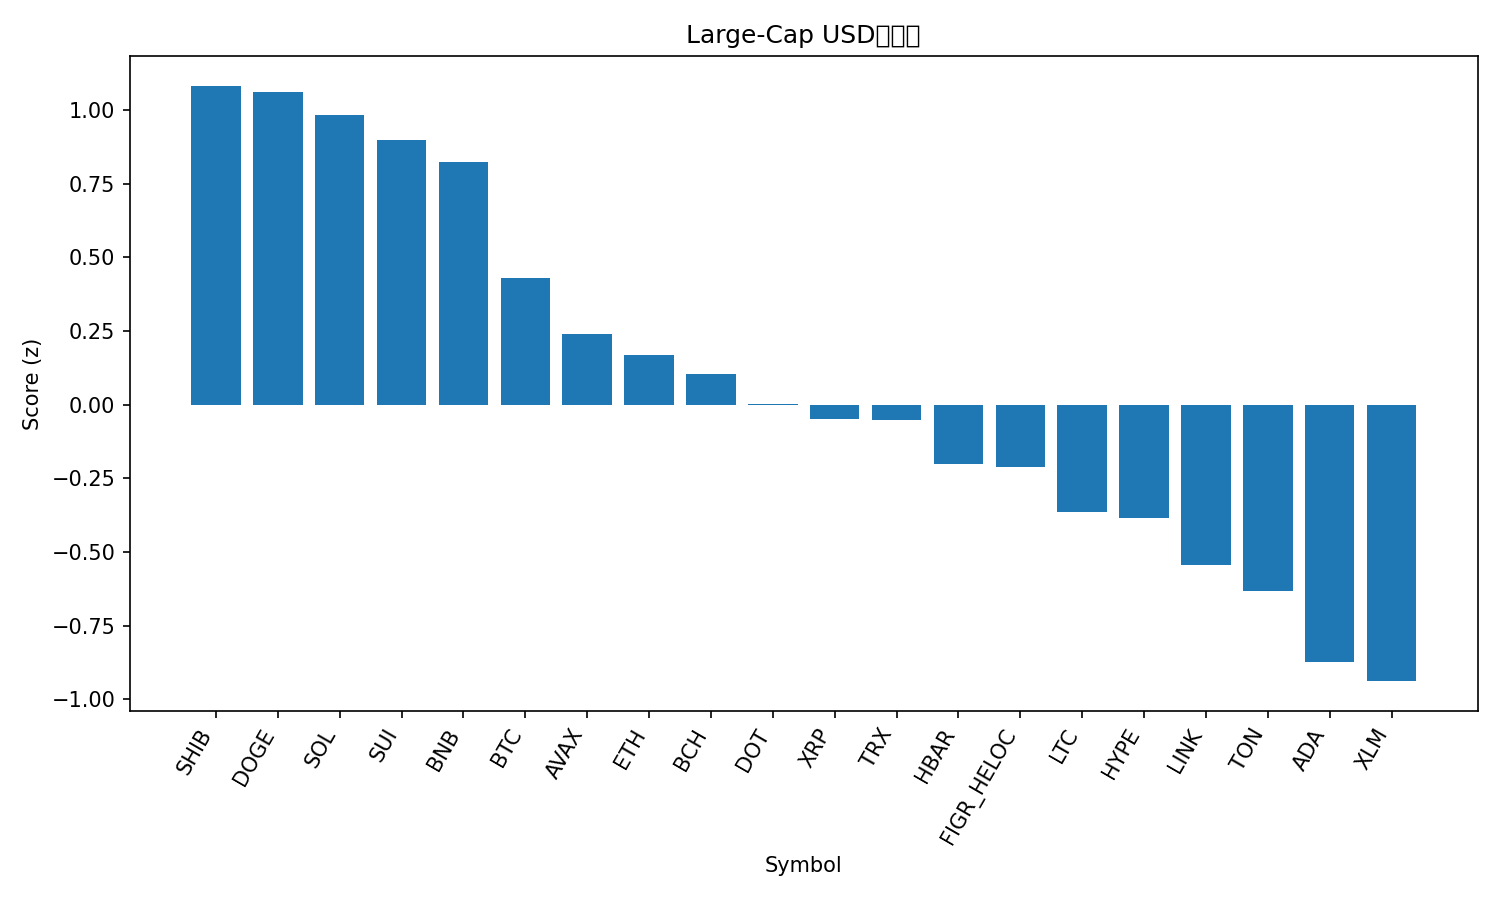 Large-Cap USD
1.00
0.75
0.50
0.25
0.00
−0.25
−0.50
−0.75
−1.00
Score (z)
SHIB
DOGE
SOL
SUI
BNB
BTC
AVAX
ETH
BCH
DOT
XRP
TRX
HBAR
FIGR_HELOC
LTC
HYPE
LINK
TON
ADA
XLM
Symbol